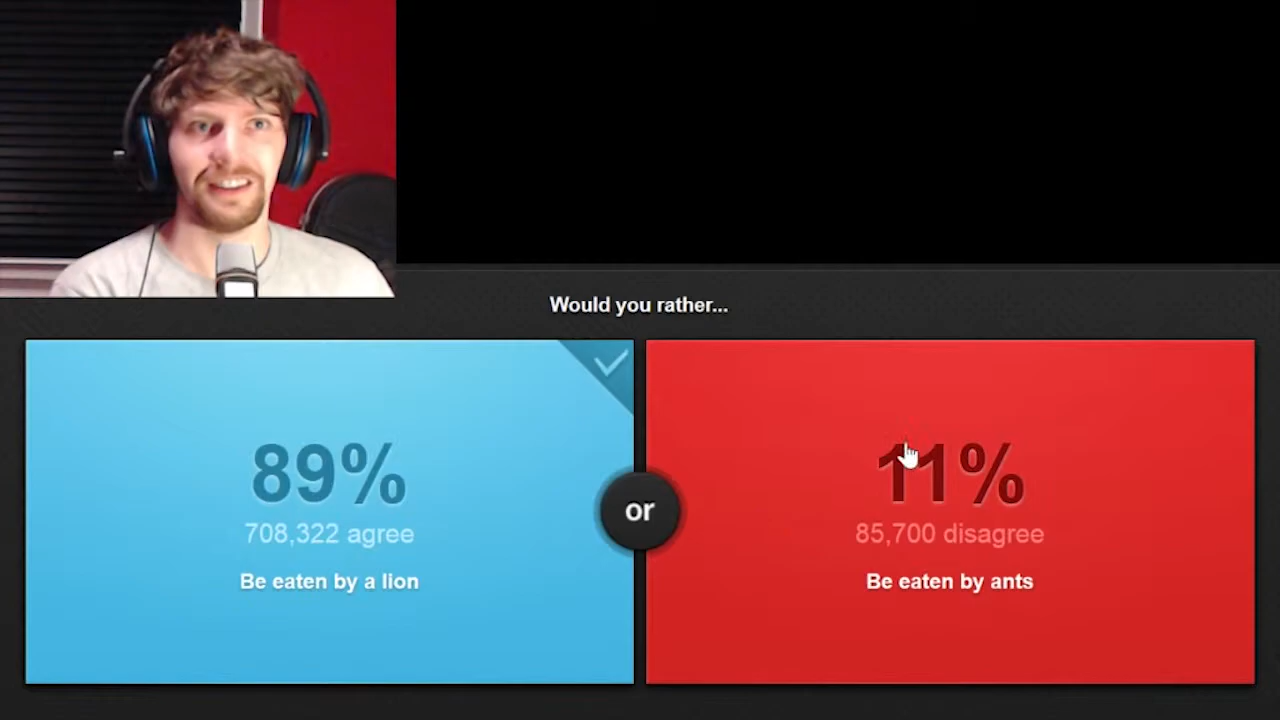 Would you rather...
89%
708,322 agree
Be eaten by a lion
or
11%
85,700 disagree
Be eaten by ants